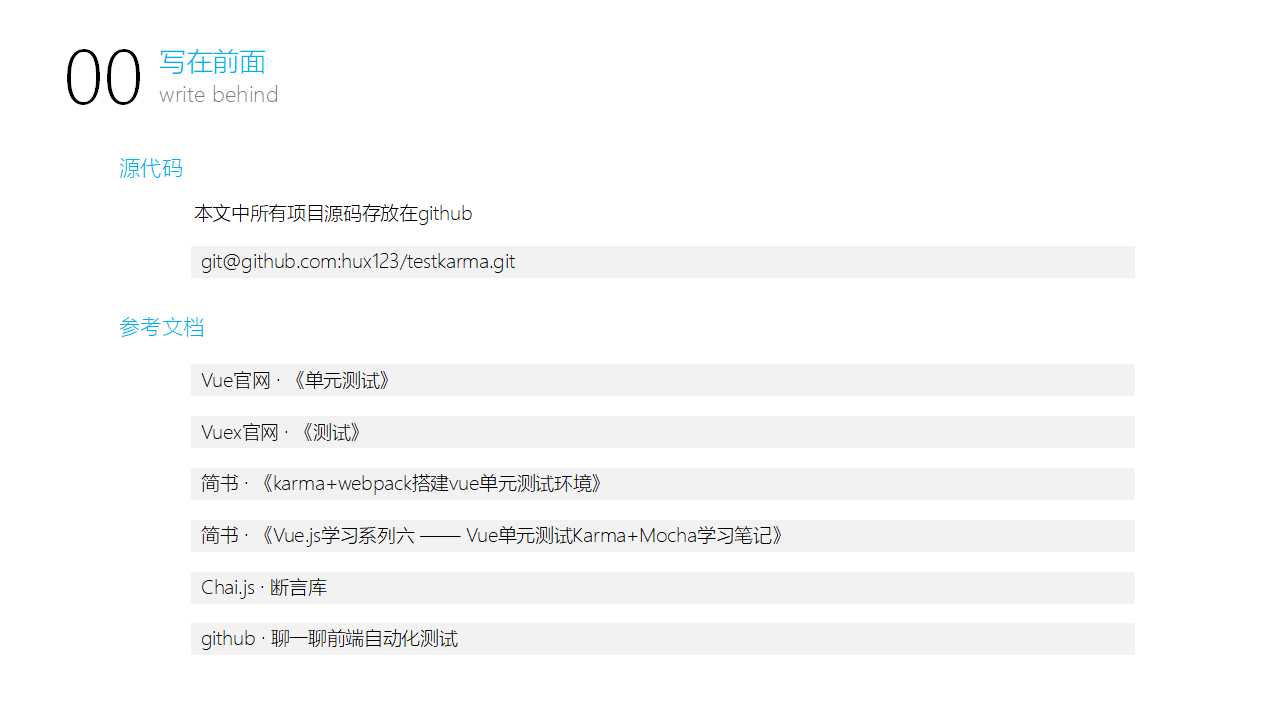 00 写在前面
write behind
源代码
本文中所有项目源码存放在github
git@github.com:hux123/testkarma.git
参考文档
Vue官网 · 《单元测试》
Vuex官网 · 《测试》
简书 · 《karma+webpack搭建vue单元测试环境》
简书 · 《Vue.js学习系列六 —— Vue单元测试Karma+Mocha学习笔记》
Chai.js · 断言库
github · 聊一聊前端自动化测试